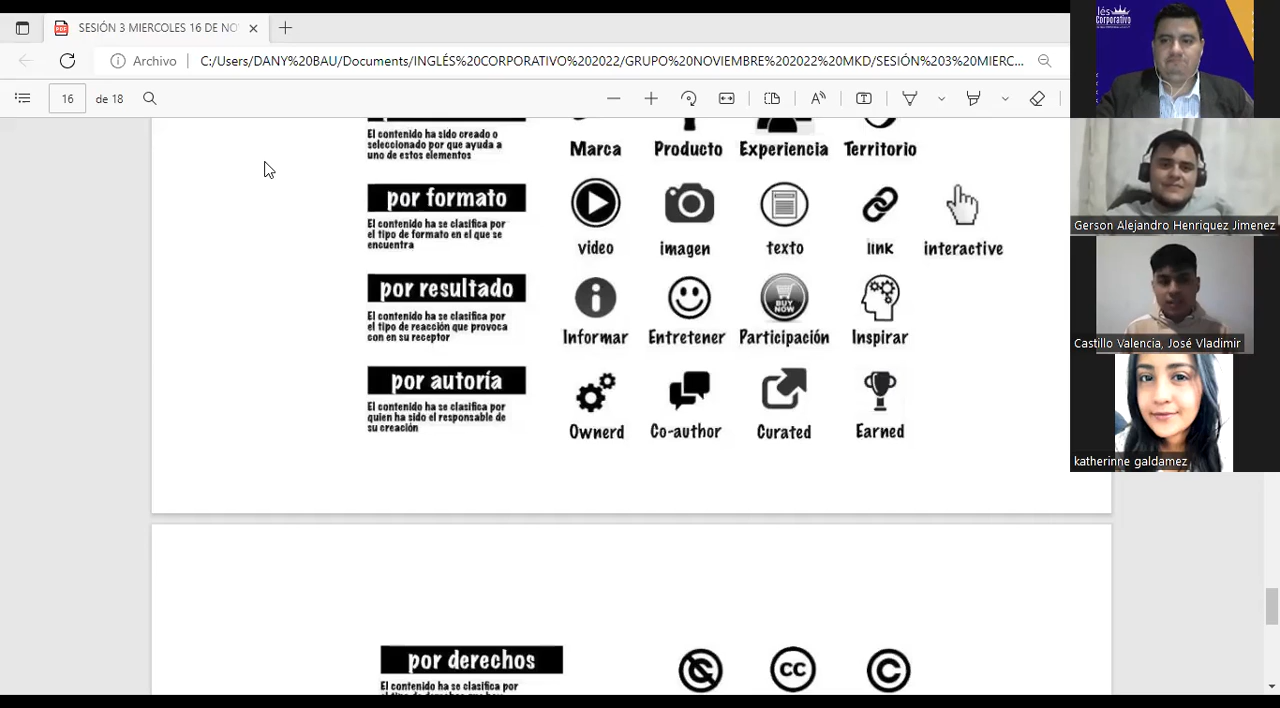 SESIÓN 3 MIERCOLES 16 DE NO
Archivo
C:/Users/DANY%20BAU/Documents/INGLÉS%20CORPORATIVO%202022/GRUPO%20NOVIEMBRE%202022%20MKD/SESIÓN%203%20MIERC...
16
de 18
lés
Corporativo
El contenido ha sido creado o
seleccionado por que ayuda a
uno de estos elementos
Marca
Producto
Experiencia
Territorio
por formato
El contenido ha se clasifica por
el tipo de formato en el que se
encuentra
video
imagen
texto
link
interactive
Gerson Alejandro Henriquez Jimenez
por resultado
El contenido ha se clasifica por
el tipo de reacción que provoca
con en su receptor
BUY
NOW
Informar
Entretener
Participación
Inspirar
Castillo Valencia, José Vladimir
por autoría
El contenido ha se clasifica por
quien ha sido el responsable de
su creación
Ownerd
Co-author
Curated
Earned
katherinne galdamez
por derechos
El contenido ha se clasifica por